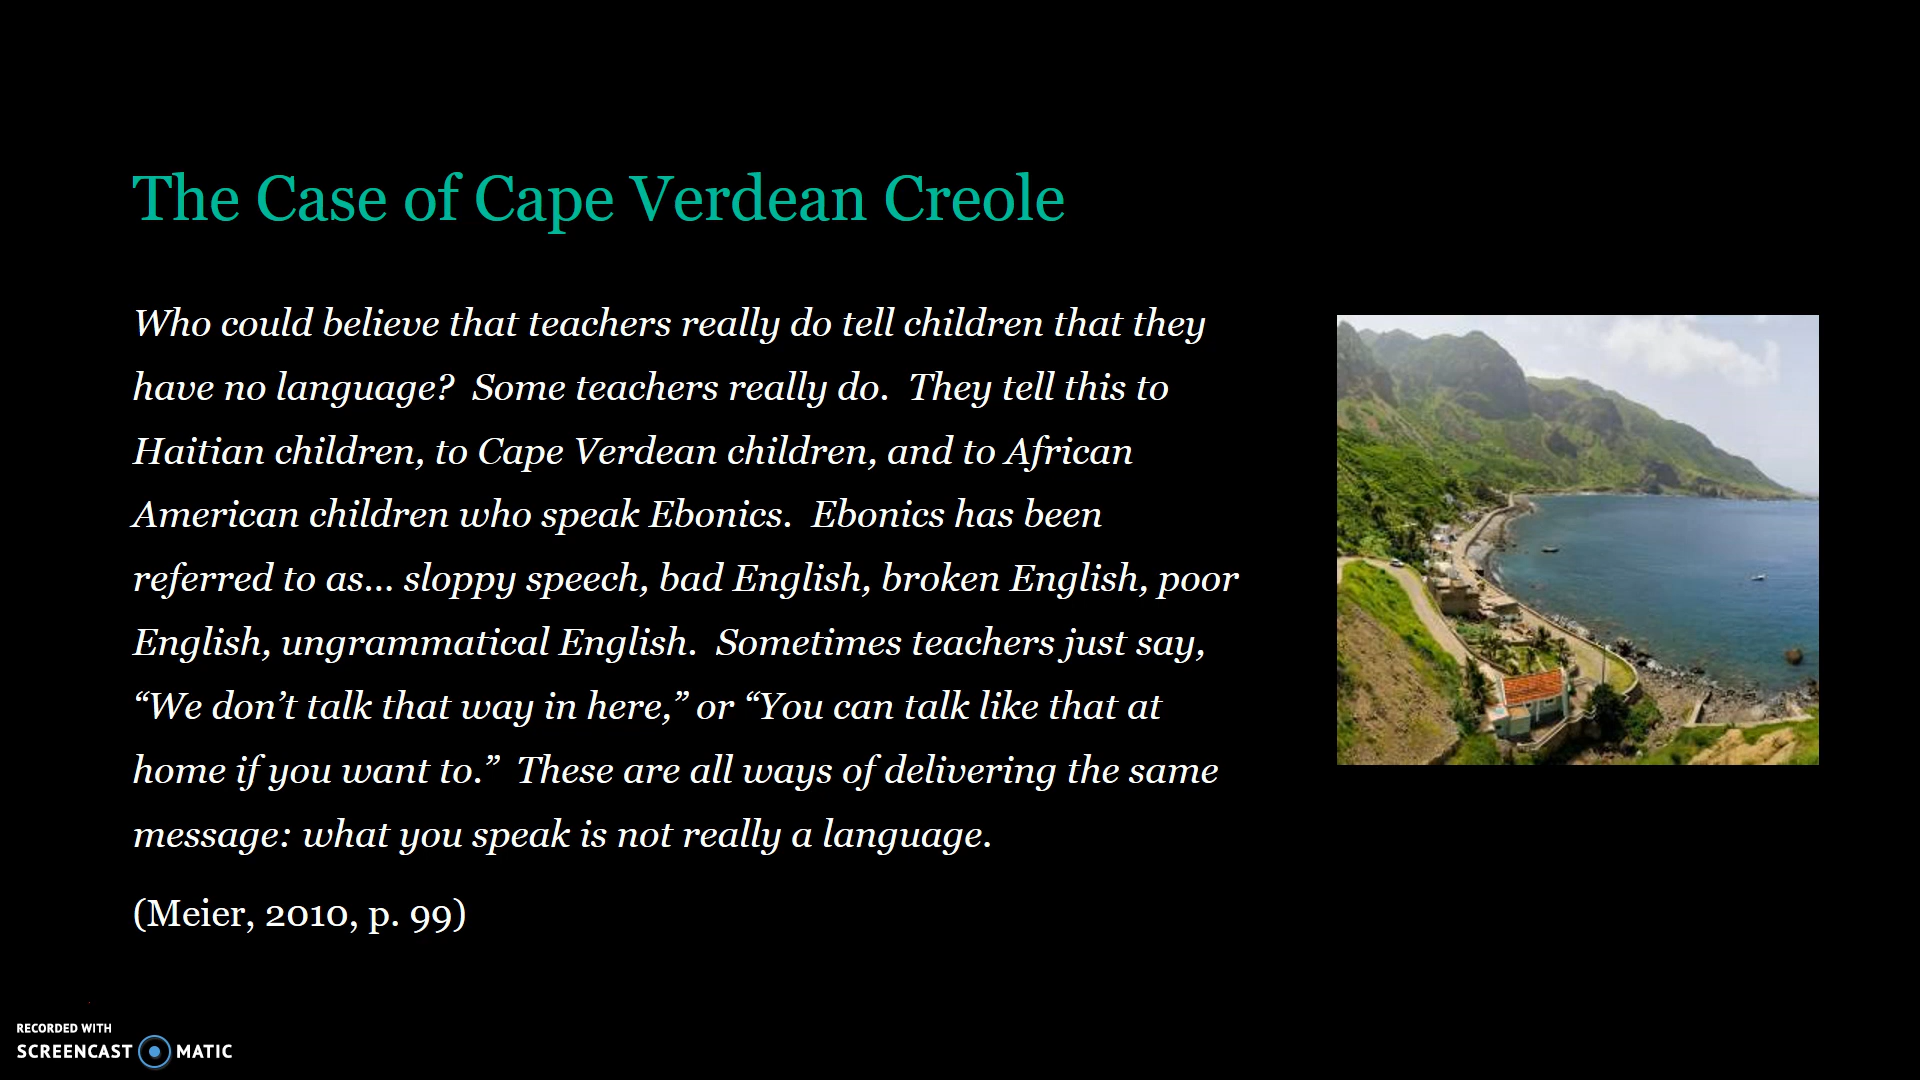 The Case of Cape Verdean Creole
Who could believe that teachers really do tell children that they
have no language?  Some teachers really do.  They tell this to
Haitian children, to Cape Verdean children, and to African
American children who speak Ebonics.  Ebonics has been
referred to as... sloppy speech, bad English, broken English, poor
English, ungrammatical English.  Sometimes teachers just say,
“We don’t talk that way in here,” or “You can talk like that at
home if you want to.”  These are all ways of delivering the same
message: what you speak is not really a language.
(Meier, 2010, p. 99)
RECORDED WITH
SCREENCAST MATIC